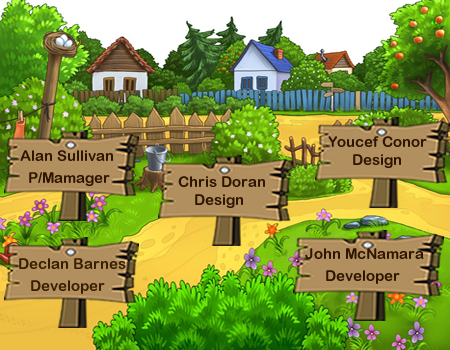 Alan Sullivan
P/Mamager
Chris Doran
Design
Youcef Conor
Design
Declan Barnes
Developer
John McNamara
Developer